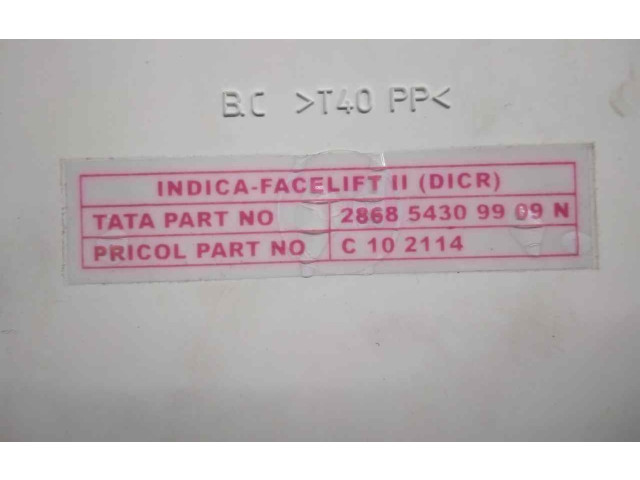 B.C >T40 PP<
INDICA-FACELIFT II (DICR)
TATA PART NO 2868 5430 99 09 N
PRICOL PART NO C 10 2114